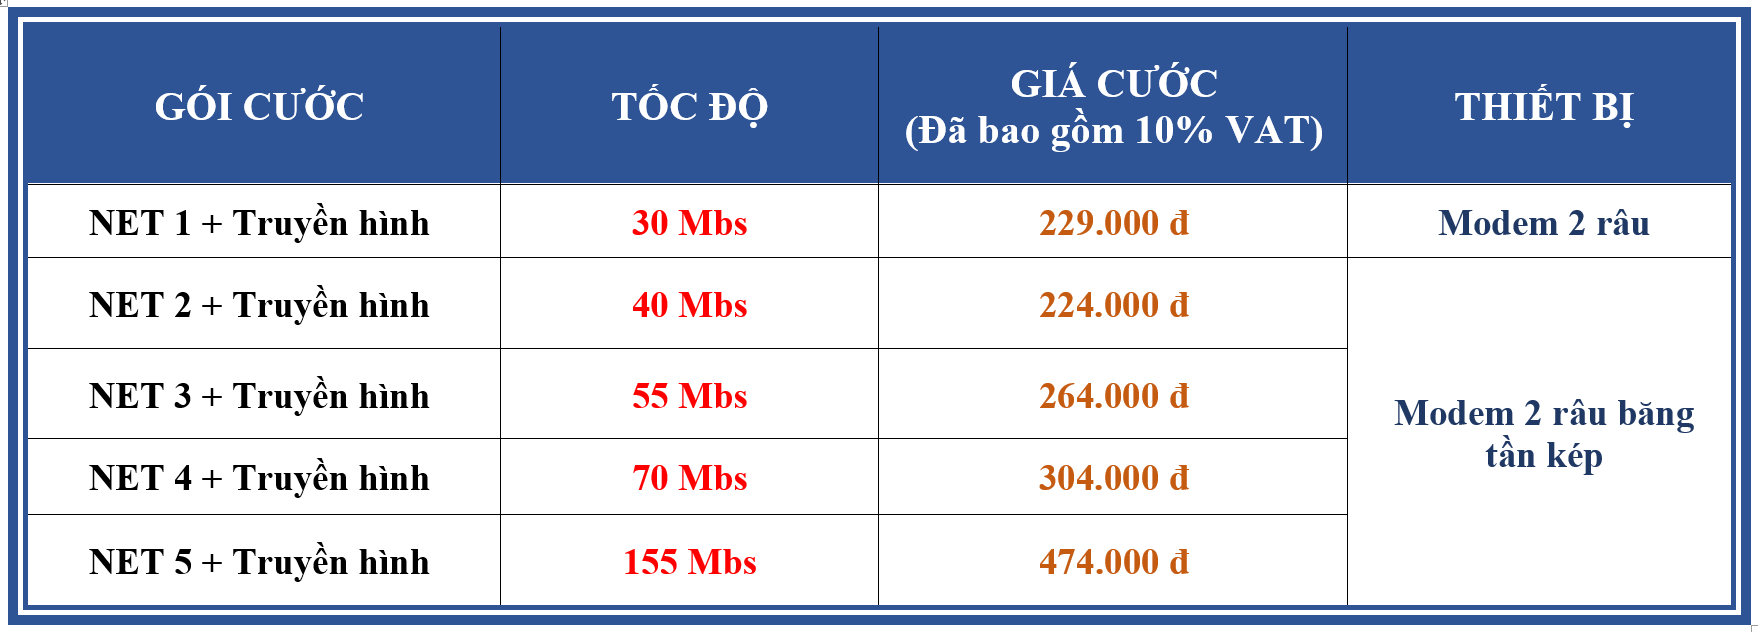 GÓI CƯỚC
TỐC ĐỘ
GIÁ CƯỚC
(Đã bao gồm 10% VAT)
THIẾT BỊ
NET 1 + Truyền hình
30 Mbs
229.000 đ
Modem 2 râu
NET 2 + Truyền hình
40 Mbs
224.000 đ
NET 3 + Truyền hình
55 Mbs
264.000 đ
Modem 2 râu băng
tần kép
NET 4 + Truyền hình
70 Mbs
304.000 đ
NET 5 + Truyền hình
155 Mbs
474.000 đ